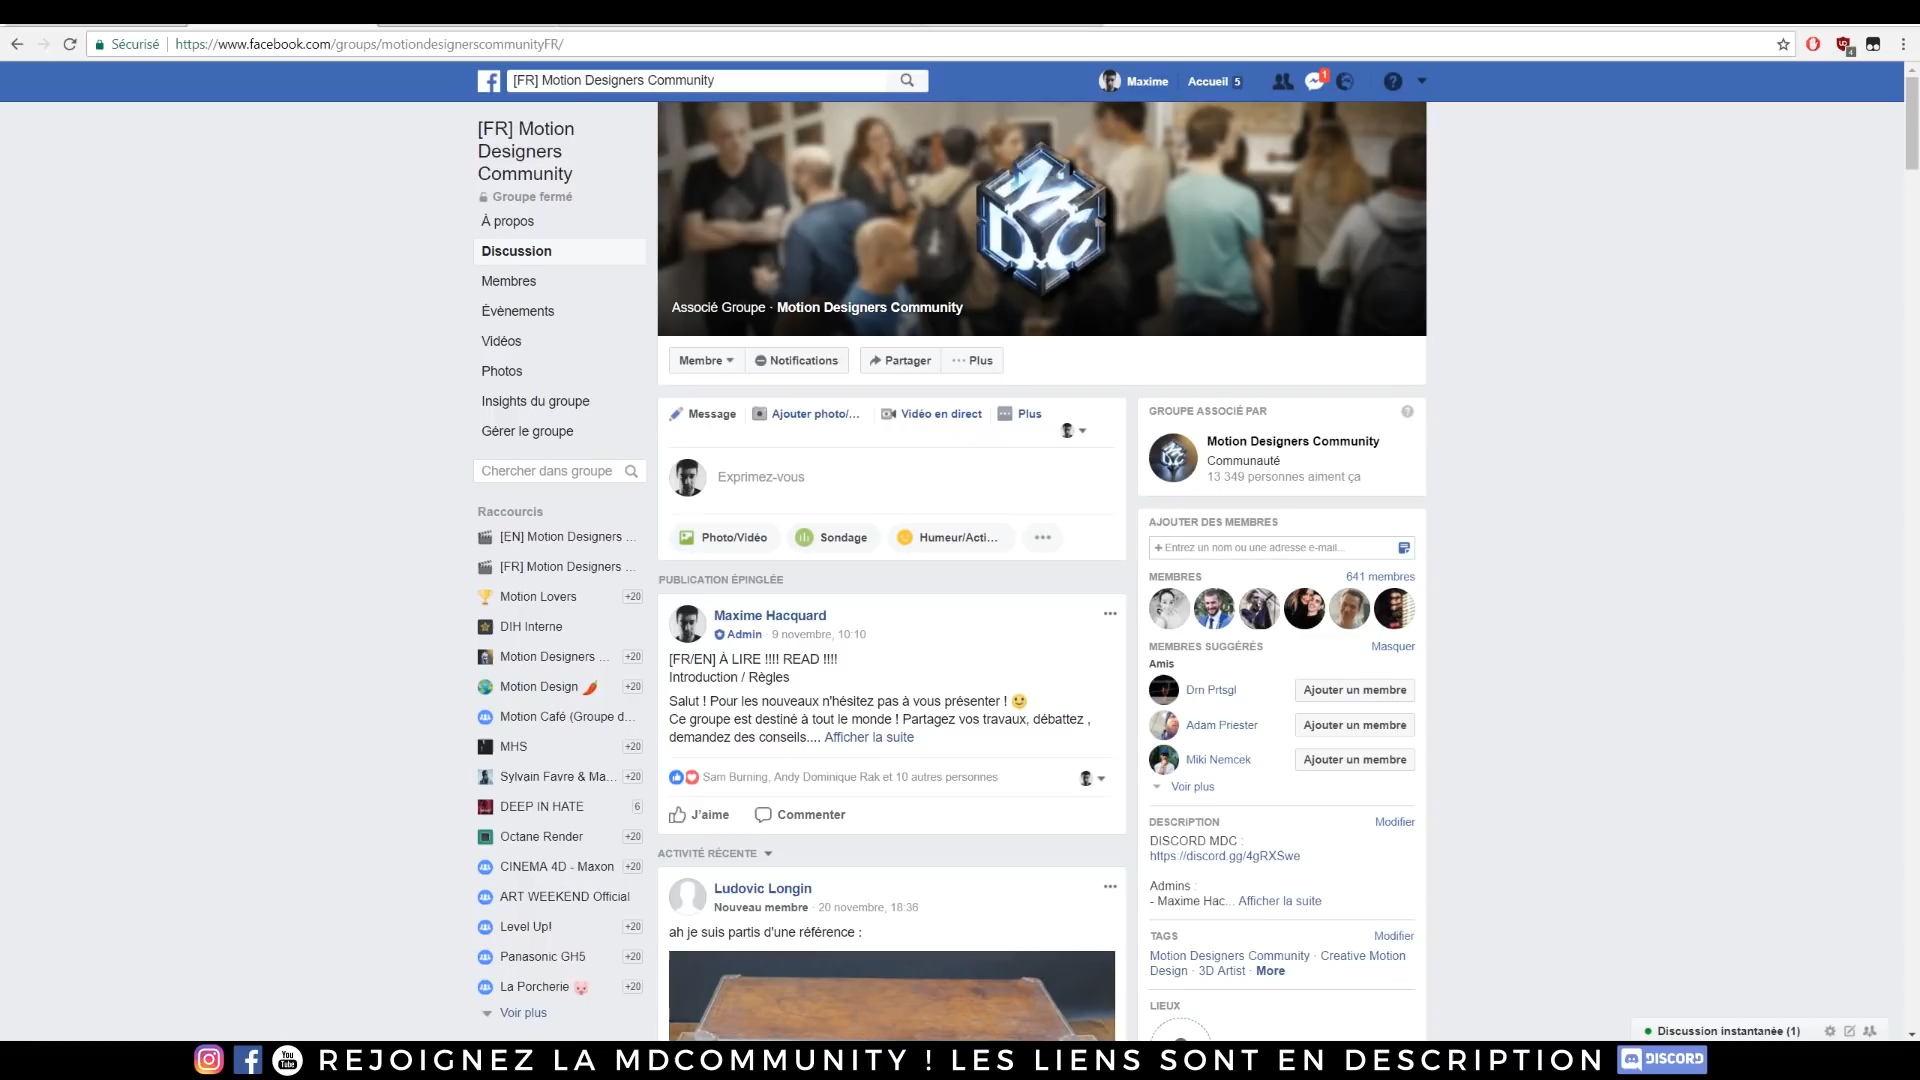 Sécurisé
https://www.facebook.com/groups/motiondesignerscommunityFR/
4
[FR] Motion Designers Community
Maxime
Accueil 5
1
[FR] Motion
Designers
Community
Groupe fermé
À propos
Discussion
Membres
Évènements
Vidéos
Photos
Insights du groupe
Gérer le groupe
Chercher dans groupe
Raccourcis
[EN] Motion Designers ...
[FR] Motion Designers ...
Motion Lovers +20
DIH Interne
Motion Designers ... +20
Motion Design 🌶️ +20
Motion Café (Groupe d...
MHS +20
Sylvain Favre & Ma... +20
DEEP IN HATE 6
Octane Render +20
CINEMA 4D - Maxon +20
ART WEEKEND Official
Level Up! +20
Panasonic GH5 +20
La Porcherie 🐷 +20
Voir plus
MDC
Associé Groupe · Motion Designers Community
Membre
Notifications
Partager
··· Plus
Message
Ajouter photo/...
Vidéo en direct
Plus
Exprimez-vous
Photo/Vidéo
Sondage
Humeur/Acti...
PUBLICATION ÉPINGLÉE
Maxime Hacquard
Admin · 9 novembre, 10:10
[FR/EN] À LIRE !!!! READ !!!!
Introduction / Règles
Salut ! Pour les nouveaux n'hésitez pas à vous présenter ! 🙂
Ce groupe est destiné à tout le monde ! Partagez vos travaux, débattez ,
demandez des conseils.... Afficher la suite
Sam Burning, Andy Dominique Rak et 10 autres personnes
J'aime
Commenter
ACTIVITÉ RÉCENTE
Ludovic Longin
Nouveau membre · 20 novembre, 18:36
ah je suis partis d'une référence :
GROUPE ASSOCIÉ PAR
Motion Designers Community
Communauté
13 349 personnes aiment ça
AJOUTER DES MEMBRES
+ Entrez un nom ou une adresse e-mail...
MEMBRES 641 membres
MEMBRES SUGGÉRÉS Masquer
Amis
Drn Prtsgl Ajouter un membre
Adam Priester Ajouter un membre
Miki Nemcek Ajouter un membre
Voir plus
DESCRIPTION Modifier
DISCORD MDC :
https://discord.gg/4gRXSwe
Admins :
- Maxime Hac... Afficher la suite
TAGS Modifier
Motion Designers Community · Creative Motion
Design · 3D Artist · More
LIEUX
Discussion instantanée (1)
You Tube REJOIGNEZ LA MDCOMMUNITY ! LES LIENS SONT EN DESCRIPTION DISCORD